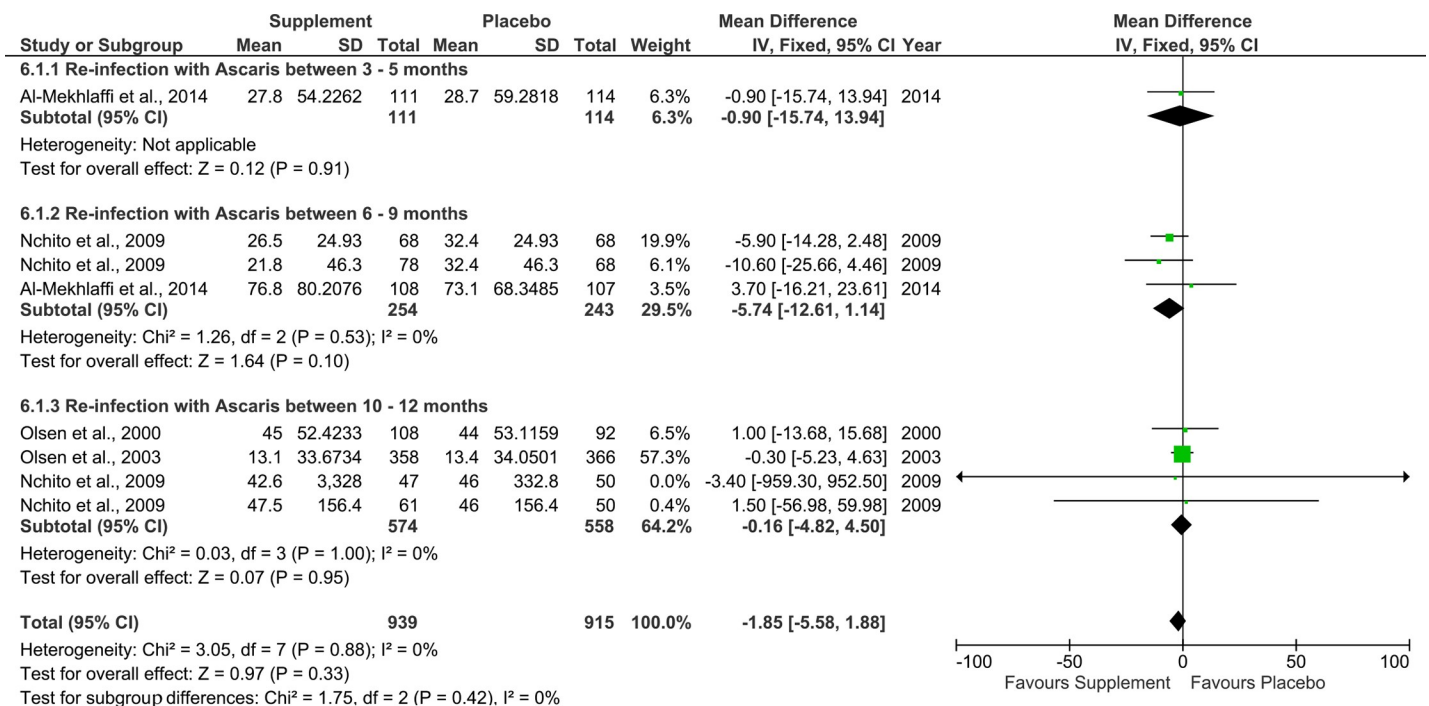 Supplement Placebo Mean Difference Mean Difference
Study or Subgroup Mean SD Total Mean SD Total Weight IV, Fixed, 95% CI Year IV, Fixed, 95% CI
6.1.1 Re-infection with Ascaris between 3 - 5 months
Al-Mekhlaffi et al., 2014 27.8 54.2262 111 28.7 59.2818 114 6.3% -0.90 [-15.74, 13.94] 2014
Subtotal (95% CI) 111 114 6.3% -0.90 [-15.74, 13.94]
Heterogeneity: Not applicable
Test for overall effect: Z = 0.12 (P = 0.91)
6.1.2 Re-infection with Ascaris between 6 - 9 months
Nchito et al., 2009 26.5 24.93 68 32.4 24.93 68 19.9% -5.90 [-14.28, 2.48] 2009
Nchito et al., 2009 21.8 46.3 78 32.4 46.3 68 6.1% -10.60 [-25.66, 4.46] 2009
Al-Mekhlaffi et al., 2014 76.8 80.2076 108 73.1 68.3485 107 3.5% 3.70 [-16.21, 23.61] 2014
Subtotal (95% CI) 254 243 29.5% -5.74 [-12.61, 1.14]
Heterogeneity: Chi² = 1.26, df = 2 (P = 0.53); I² = 0%
Test for overall effect: Z = 1.64 (P = 0.10)
6.1.3 Re-infection with Ascaris between 10 - 12 months
Olsen et al., 2000 45 52.4233 108 44 53.1159 92 6.5% 1.00 [-13.68, 15.68] 2000
Olsen et al., 2003 13.1 33.6734 358 13.4 34.0501 366 57.3% -0.30 [-5.23, 4.63] 2003
Nchito et al., 2009 42.6 3,328 47 46 332.8 50 0.0% -3.40 [-959.30, 952.50] 2009
Nchito et al., 2009 47.5 156.4 61 46 156.4 50 0.4% 1.50 [-56.98, 59.98] 2009
Subtotal (95% CI) 574 558 64.2% -0.16 [-4.82, 4.50]
Heterogeneity: Chi² = 0.03, df = 3 (P = 1.00); I² = 0%
Test for overall effect: Z = 0.07 (P = 0.95)
Total (95% CI) 939 915 100.0% -1.85 [-5.58, 1.88]
Heterogeneity: Chi² = 3.05, df = 7 (P = 0.88); I² = 0%
Test for overall effect: Z = 0.97 (P = 0.33)
Test for subgroup differences: Chi² = 1.75, df = 2 (P = 0.42), I² = 0%
-100 -50 0 50 100
Favours Supplement Favours Placebo